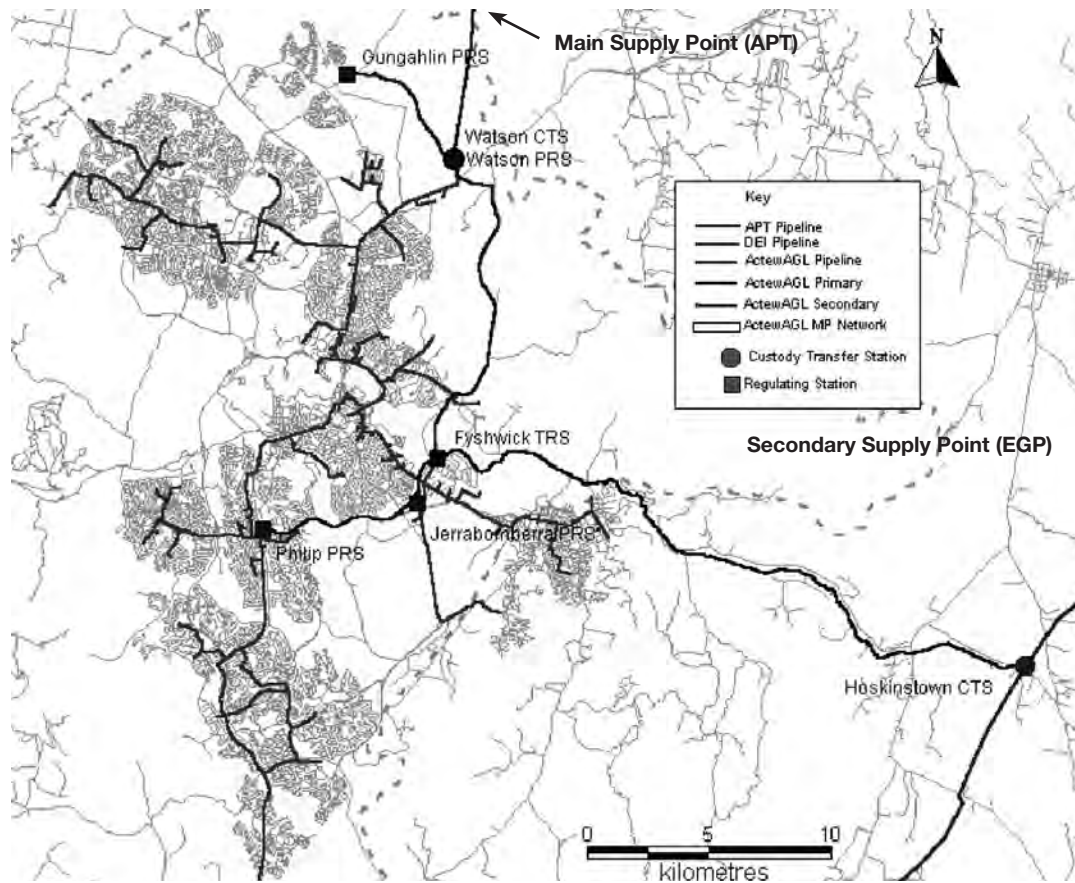 Main Supply Point (APT)
N
Gungahlin PRS
Watson CTS
Watson PRS
Key
APT Pipeline
DEI Pipeline
ActewAGL Pipeline
ActewAGL Primary
ActewAGL Secondary
ActewAGL MP Network
Custody Transfer Station
Regulating Station
Secondary Supply Point (EGP)
Fyshwick TRS
Jerrabomberra PRS
Philip PRS
Hoskinstown CTS
0 5 10
kilometres